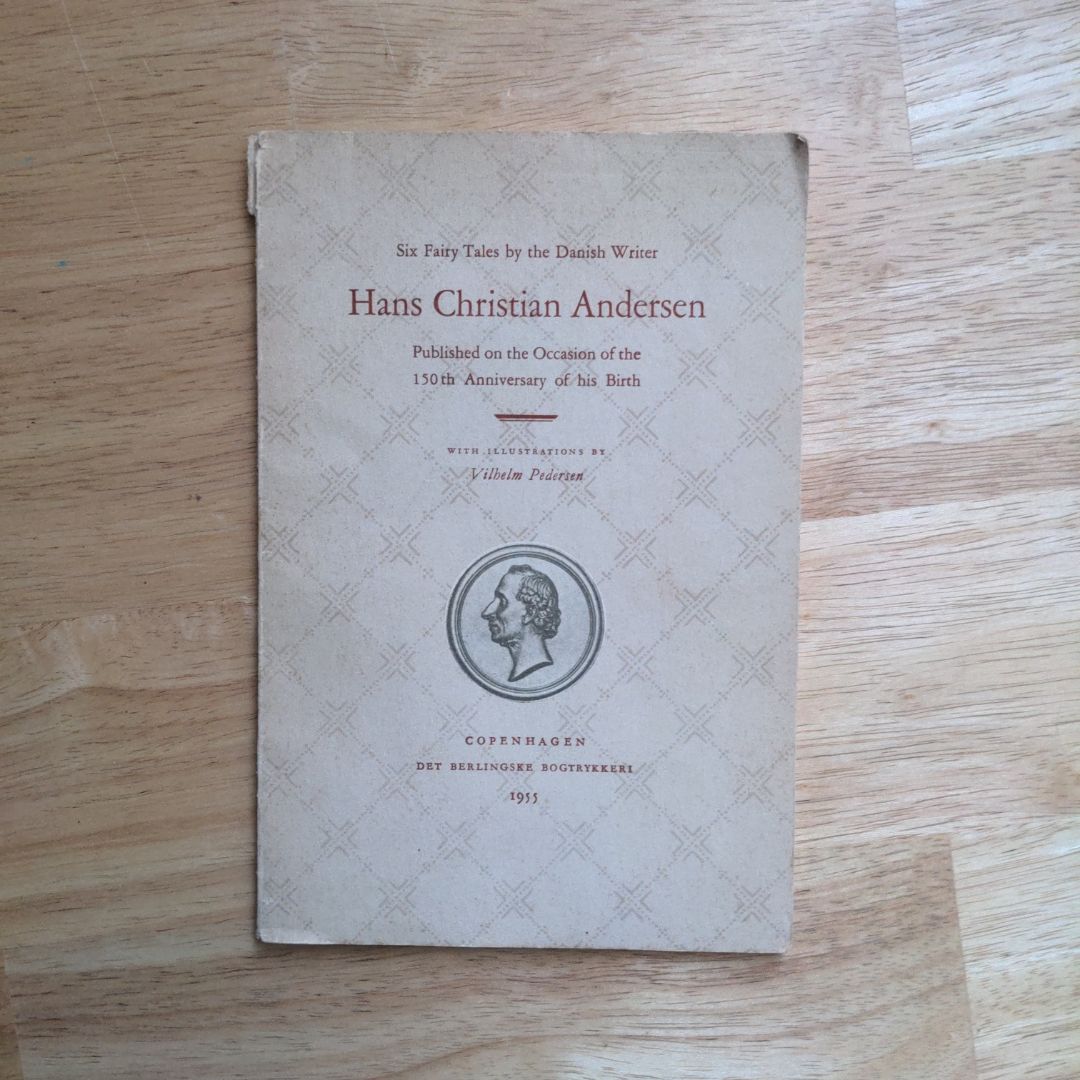 Six Fairy Tales by the Danish Writer
Hans Christian Andersen
Published on the Occasion of the
150th Anniversary of his Birth
WITH ILLUSTRATIONS BY
Vilhelm Pedersen
COPENHAGEN
DET BERLINGSKE BOGTRYKKERI
1955